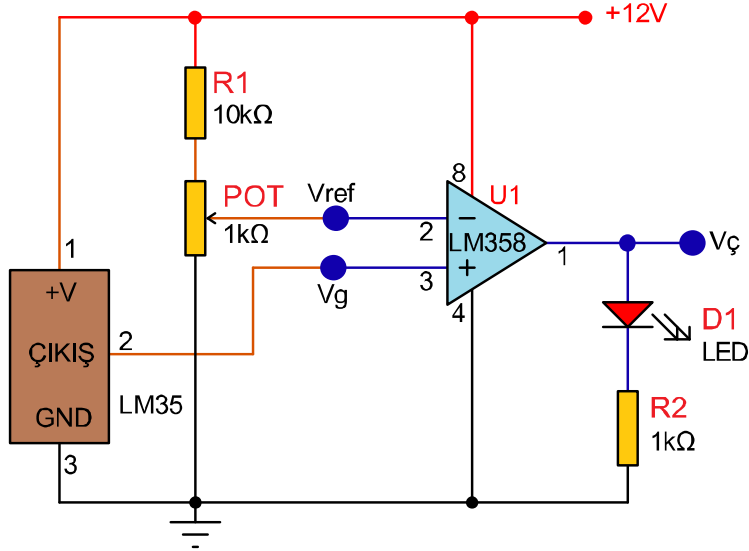 +12V
R1
10kΩ
8
POT
1kΩ
Vref
U1
−
2
LM358
1
Vç
Vg
3
+
4
1
+V
2
ÇIKIŞ
LM35
GND
3
D1
LED
R2
1kΩ